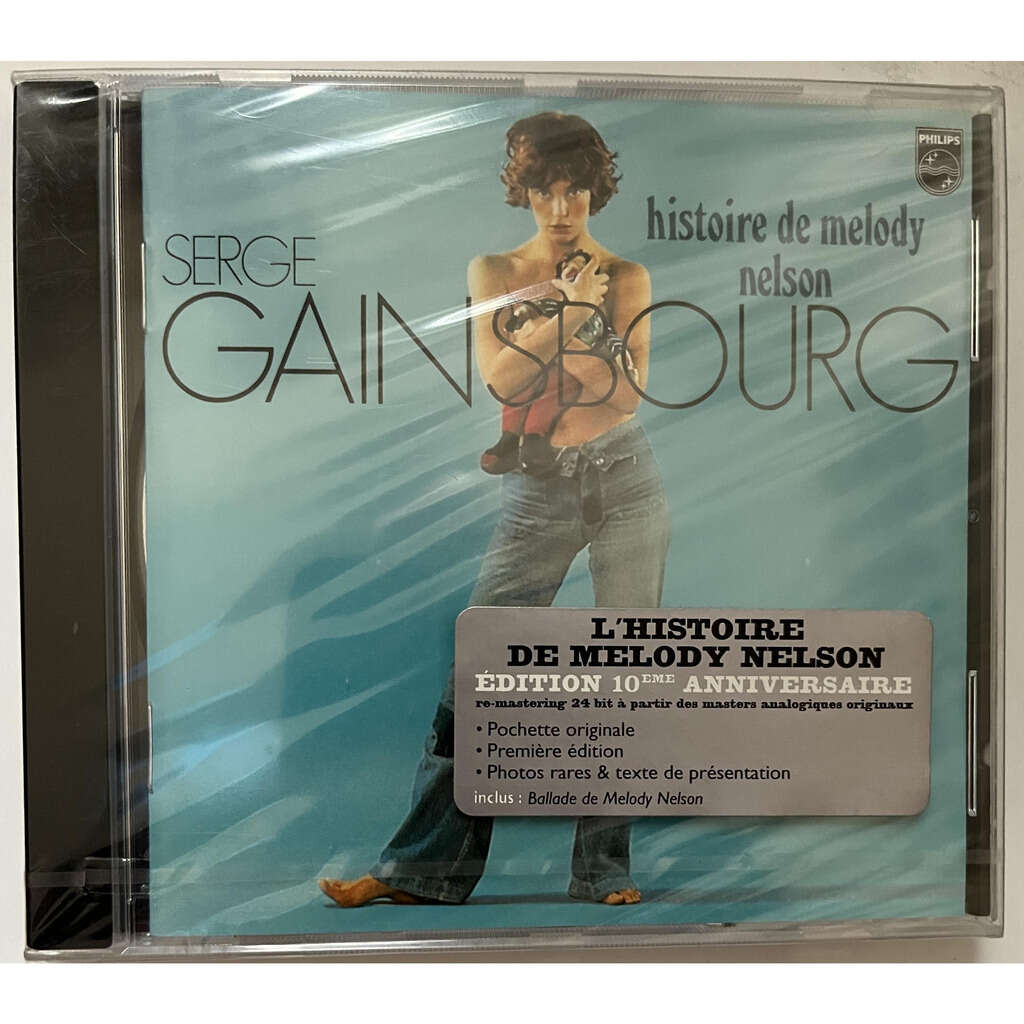 PHILIPS
histoire de melody
nelson
SERGE
GAINSBOURG
L'HISTOIRE
DE MELODY NELSON
ÉDITION 10EME ANNIVERSAIRE
re-mastering 24 bit à partir des masters analogiques originaux
• Pochette originale
• Première édition
• Photos rares & texte de présentation
inclus : Ballade de Melody Nelson